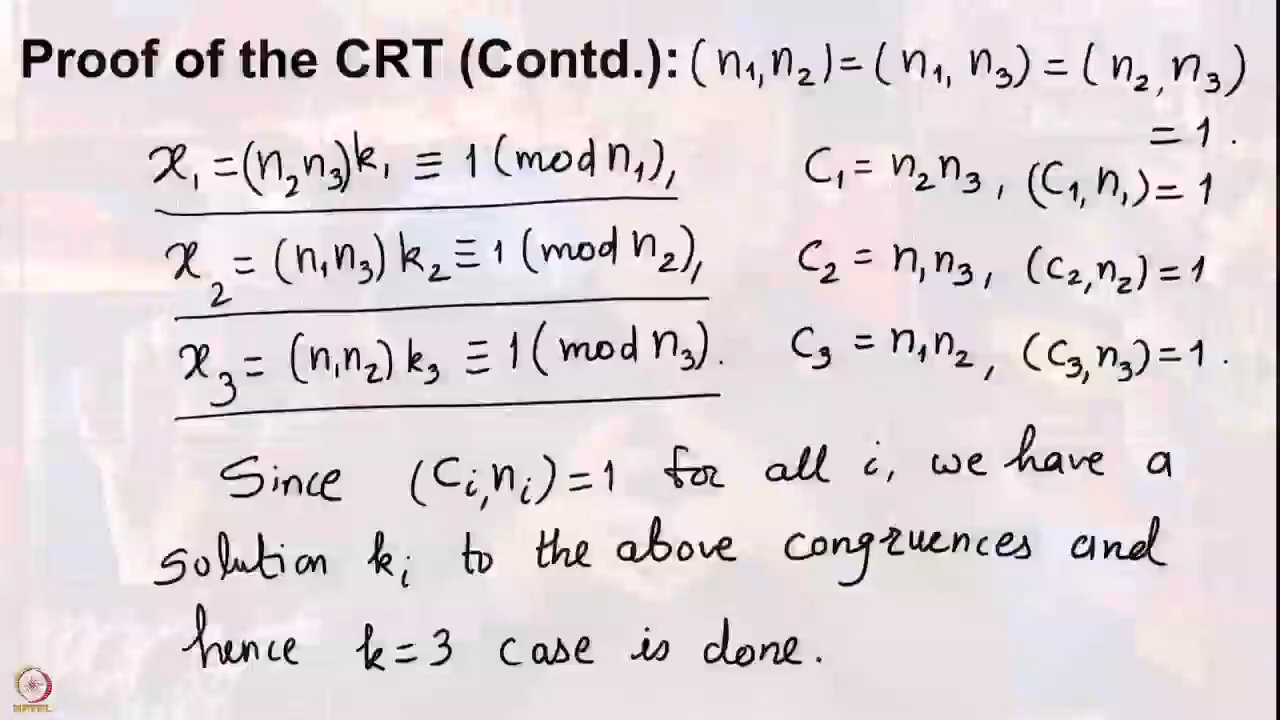 Proof of the CRT (Contd.): (n₁, n₂) = (n₁, n₃) = (n₂, n₃)
= 1.
x₁ = (n₂n₃)k₁ ≡ 1 (mod n₁), C₁ = n₂n₃, (C₁, n₁) = 1
x₂ = (n₁n₃)k₂ ≡ 1 (mod n₂), C₂ = n₁n₃, (C₂, n₂) = 1
x₃ = (n₁n₂)k₃ ≡ 1 (mod n₃). C₃ = n₁n₂, (C₃, n₃) = 1.
Since (Cᵢ, nᵢ) = 1 for all i, we have a
solution kᵢ to the above congruences and
hence k = 3 case is done.
NPTEL